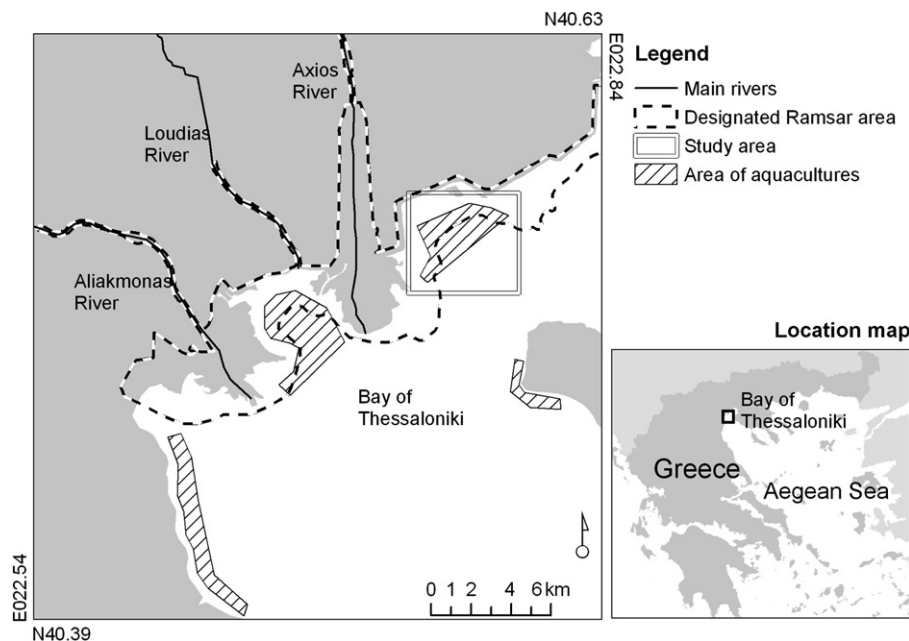 N40.63
E022.84
Axios
River
Loudias
River
Aliakmonas
River
Bay of
Thessaloniki
E022.54
N40.39
0 1 2 4 6 km
Legend
Main rivers
Designated Ramsar area
Study area
Area of aquacultures
Location map
Bay of
Thessaloniki
Greece
Aegean Sea